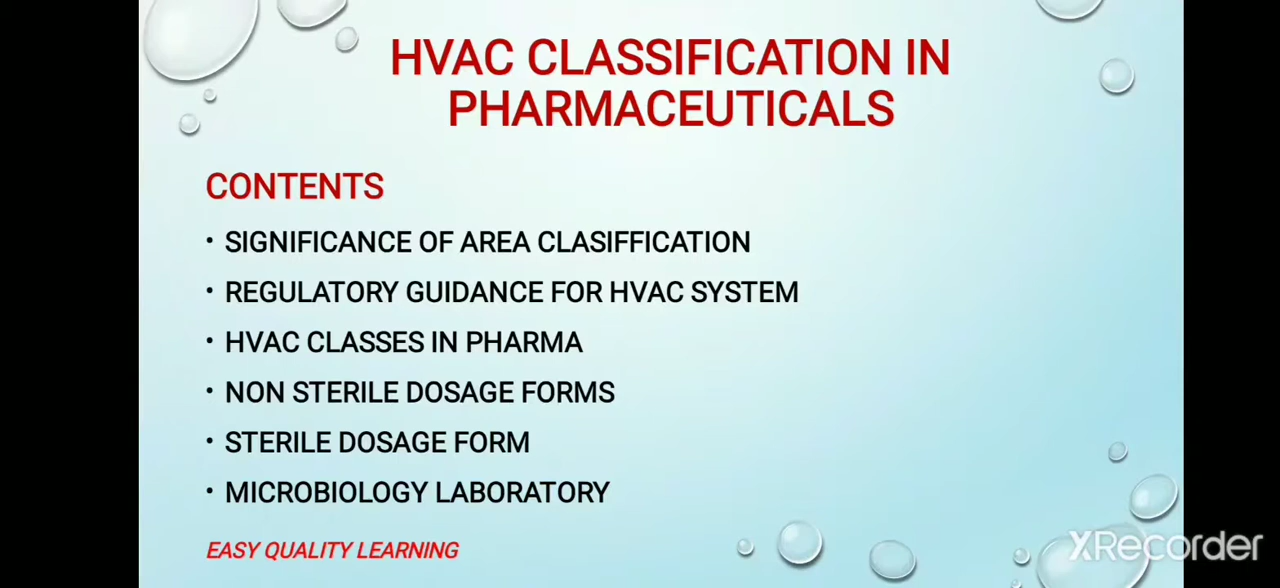 HVAC CLASSIFICATION IN
PHARMACEUTICALS
CONTENTS
• SIGNIFICANCE OF AREA CLASIFFICATION
• REGULATORY GUIDANCE FOR HVAC SYSTEM
• HVAC CLASSES IN PHARMA
• NON STERILE DOSAGE FORMS
• STERILE DOSAGE FORM
• MICROBIOLOGY LABORATORY
EASY QUALITY LEARNING
XRecorder